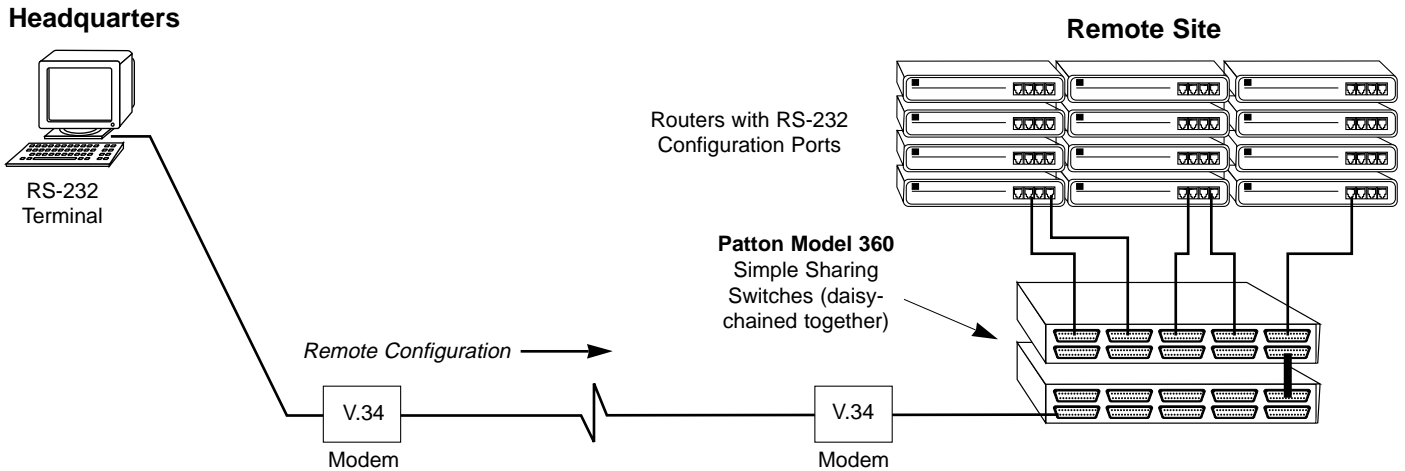 Headquarters
Remote Site
Routers with RS-232
Configuration Ports
RS-232
Terminal
Patton Model 360
Simple Sharing
Switches (daisy-
chained together)
Remote Configuration
V.34
Modem
V.34
Modem